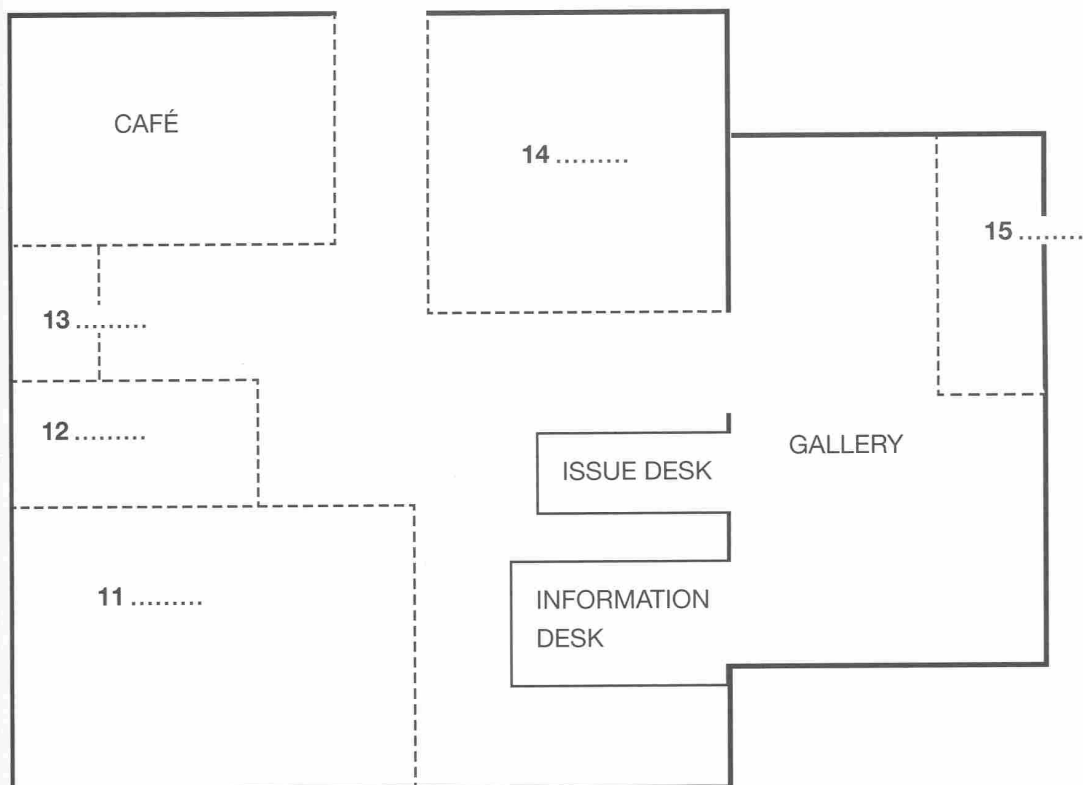 CAFÉ
14 .........
15 .........
13 .........
12 .........
ISSUE DESK
GALLERY
11 .........
INFORMATION
DESK